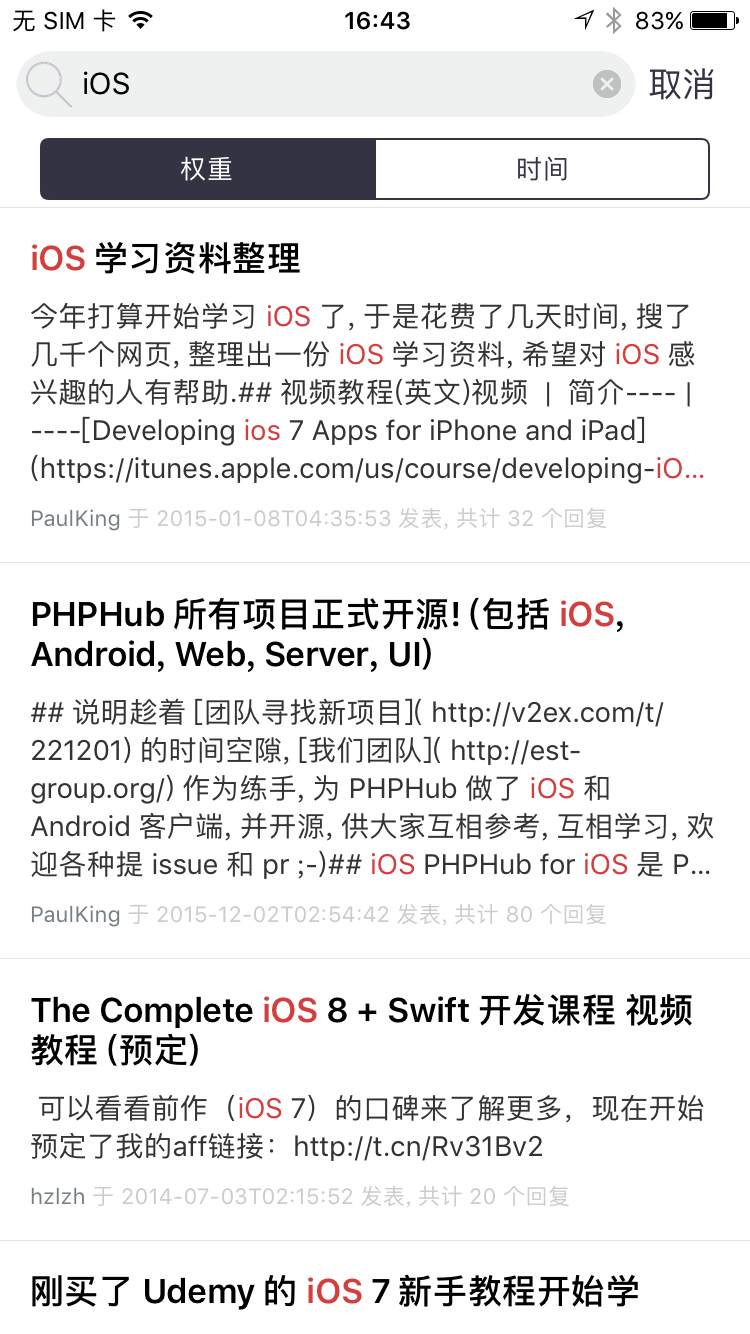 无 SIM 卡 16:43 83%
iOS 取消
权重 时间
iOS 学习资料整理
今年打算开始学习 iOS 了, 于是花费了几天时间, 搜了
几千个网页, 整理出一份 iOS 学习资料, 希望对 iOS 感
兴趣的人有帮助.## 视频教程(英文)视频 | 简介---- |
----[Developing ios 7 Apps for iPhone and iPad]
(https://itunes.apple.com/us/course/developing-iO...
PaulKing 于 2015-01-08T04:35:53 发表, 共计 32 个回复
PHPHub 所有项目正式开源! (包括 iOS,
Android, Web, Server, UI)
## 说明趁着 [团队寻找新项目]( http://v2ex.com/t/
221201) 的时间空隙, [我们团队]( http://est-
group.org/) 作为练手, 为 PHPHub 做了 iOS 和
Android 客户端, 并开源, 供大家互相参考, 互相学习, 欢
迎各种提 issue 和 pr ;-)## iOS PHPHub for iOS 是 P...
PaulKing 于 2015-12-02T02:54:42 发表, 共计 80 个回复
The Complete iOS 8 + Swift 开发课程 视频
教程 (预定)
可以看看前作（iOS 7）的口碑来了解更多，现在开始
预定了我的aff链接：http://t.cn/Rv31Bv2
hzlzh 于 2014-07-03T02:15:52 发表, 共计 20 个回复
刚买了 Udemy 的 iOS 7 新手教程开始学